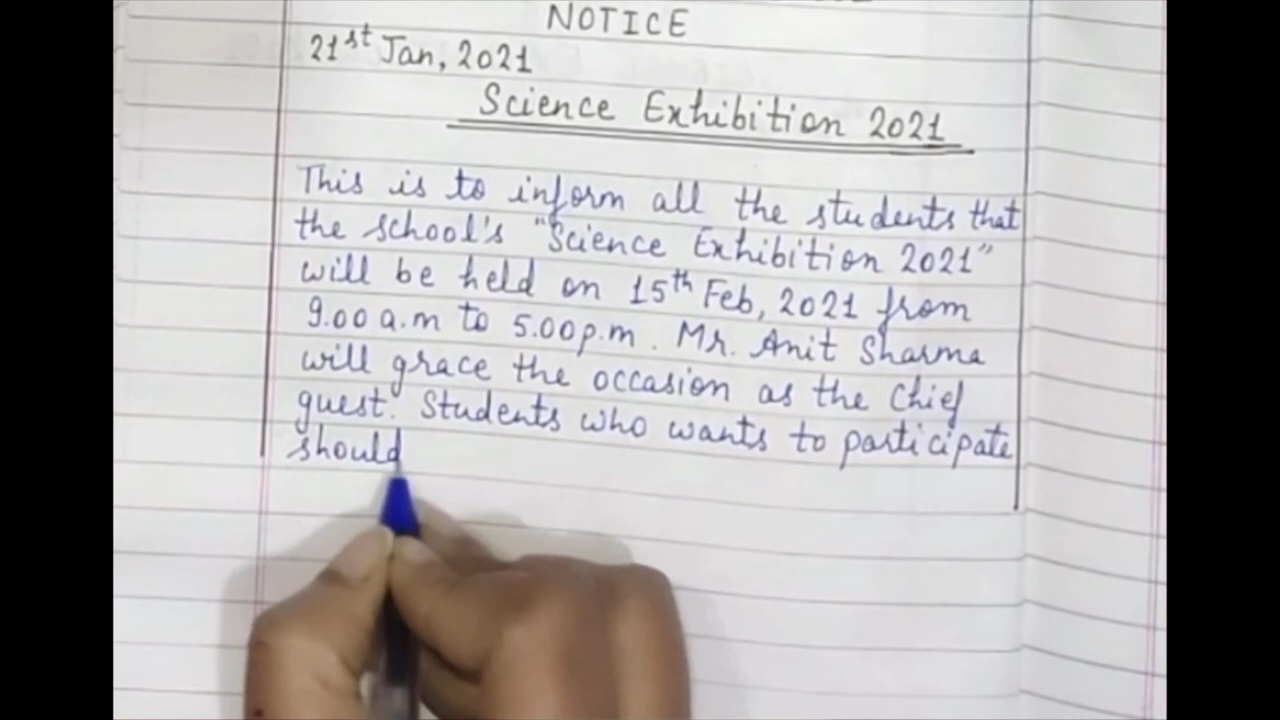 NOTICE
21st Jan, 2021
Science Exhibition 2021
This is to inform all the students that
the school's "Science Exhibition 2021"
will be held on 15th Feb, 2021 from
9.00 a.m to 5.00 p.m. Mr. Anit Sharma
will grace the occasion as the Chief
guest. Students who wants to participate
should